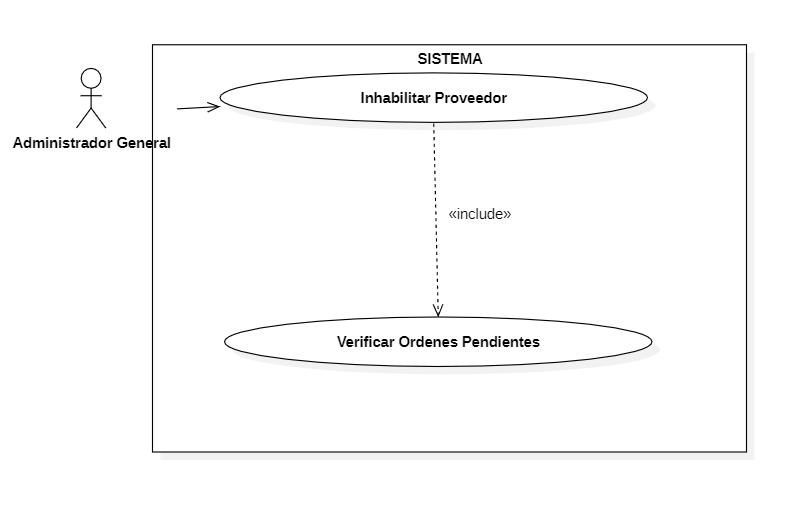 SISTEMA
Inhabilitar Proveedor
Administrador General
«include»
Verificar Ordenes Pendientes